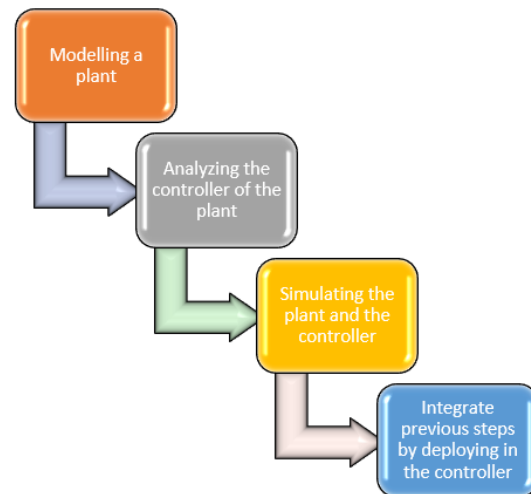 Modelling a
plant
Analyzing the
controller of the
plant
Simulating the
plant and the
controller
Integrate
previous steps
by deploying in
the controller